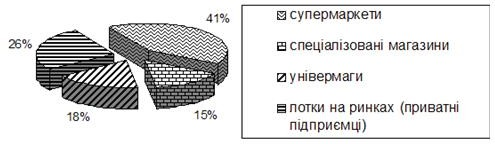 41%
26%
18%
15%
супермаркети
спеціалізовані магазини
універмаги
лотки на ринках (приватні
підприємці)